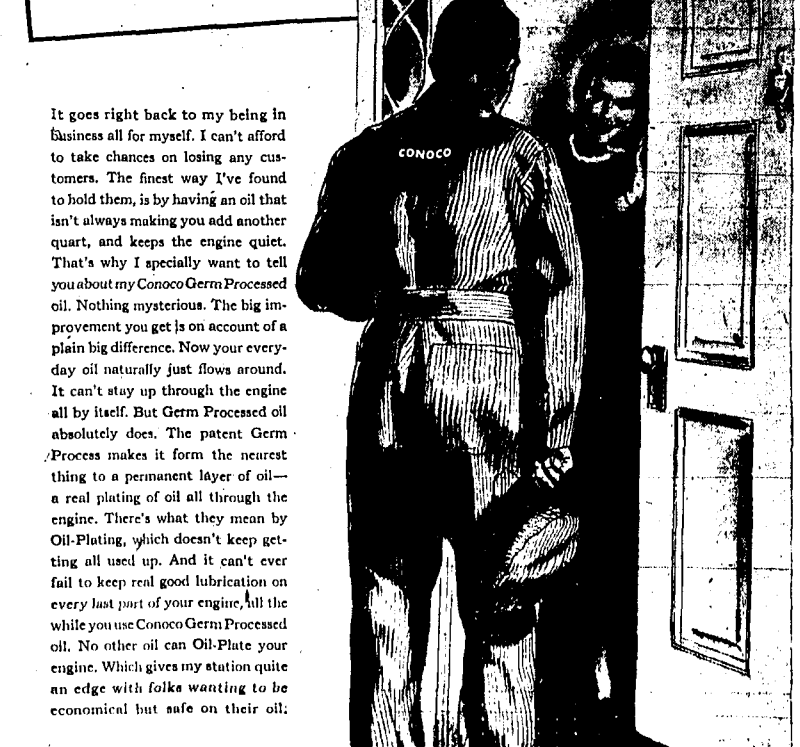 It goes right back to my being in
business all for myself. I can't afford
to take chances on losing any cus-
tomers. The finest way I've found
to hold them, is by having an oil that
isn't always making you add another
quart, and keeps the engine quiet.
That's why I specially want to tell
you about my Conoco Germ Processed
oil. Nothing mysterious. The big im-
provement you get is on account of a
plain big difference. Now your every-
day oil naturally just flows around.
It can't stay up through the engine
all by itself. But Germ Processed oil
absolutely does. The patent Germ
Process makes it form the nearest
thing to a permanent layer of oil—
a real plating of oil all through the
engine. There's what they mean by
Oil-Plating, which doesn't keep get-
ting all used up. And it can't ever
fail to keep real good lubrication on
every last part of your engine, all the
while you use Conoco Germ Processed
oil. No other oil can Oil-Plate your
engine. Which gives my station quite
an edge with folks wanting to be
economical but safe on their oil;
CONOCO